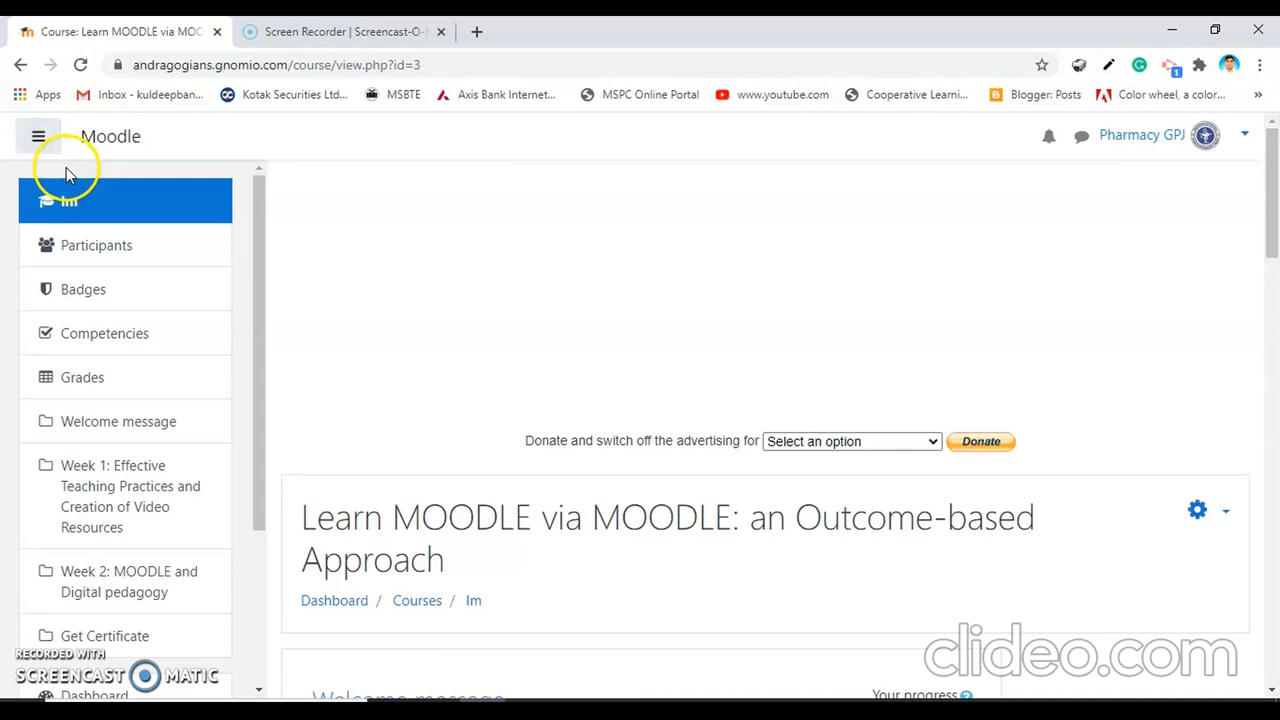 Course: Learn MOODLE via MOO
Screen Recorder | Screencast-O-
andragogians.gnomio.com/course/view.php?id=3
1
Apps
Inbox - kuldeepban...
Kotak Securities Ltd...
MSBTE
Axis Bank Internet...
MSPC Online Portal
www.youtube.com
Cooperative Learni...
Blogger: Posts
Color wheel, a color...
»
Moodle
Pharmacy GPJ
lm
Participants
Badges
Competencies
Grades
Welcome message
Week 1: Effective
Teaching Practices and
Creation of Video
Resources
Week 2: MOODLE and
Digital pedagogy
Get Certificate
Dashboard
Donate and switch off the advertising for
Select an option
Donate
Learn MOODLE via MOODLE: an Outcome-based
Approach
Dashboard / Courses / lm
Welcome message
Your progress
RECORDED WITH
SCREENCAST MATIC
clideo.com